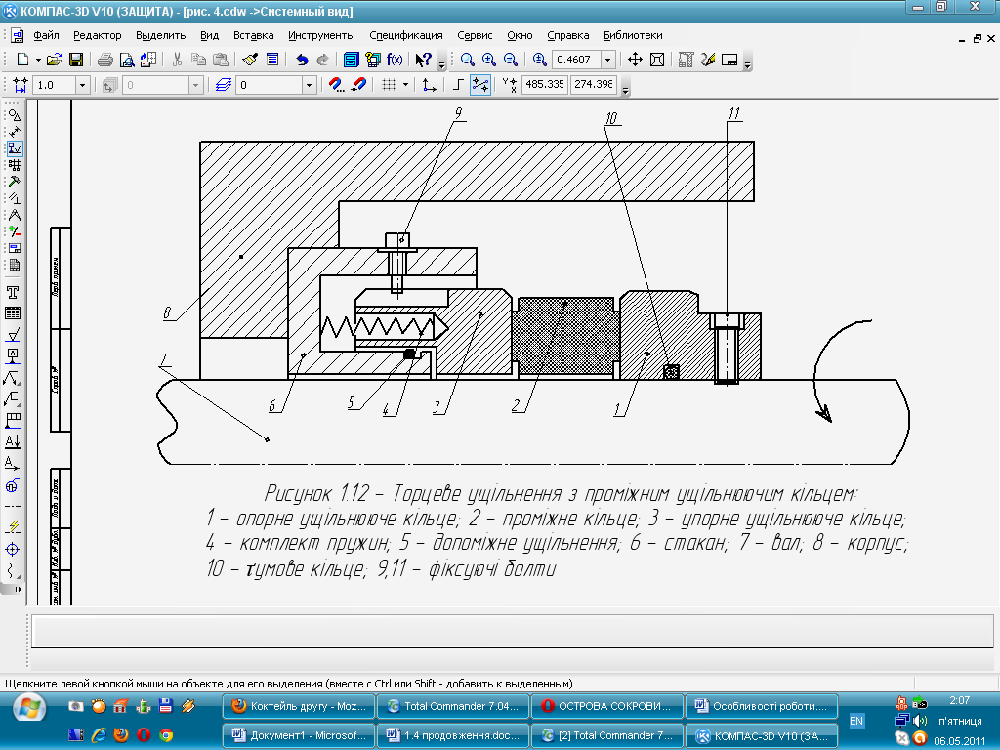 КОМПАС-3D V10 (ЗАЩИТА) - [рис. 4.cdw ->Системный вид]
Файл Редактор Выделить Вид Вставка Инструменты Спецификация Сервис Окно Справка Библиотеки
f(x) 0.4607
1.0 0 0 485.335 274.398
9 10 11
8
7
6 5 4 3 2 1
Рисунок 1.12 – Торцеве ущільнення з проміжним ущільнюючим кільцем:
1 – опорне ущільнююче кільце; 2 – проміжне кільце; 3 – упорне ущільнююче кільце;
4 – комплект пружин; 5 – допоміжне ущільнення; 6 – стакан; 7 – вал; 8 – корпус;
10 – гумове кільце; 9,11 – фіксуючі болти
Щелкните левой кнопкой мыши на объекте для его выделения (вместе с Ctrl или Shift - добавить к выделенным)
Коктейль другу - Moz... Total Commander 7.04... ОСТРОВА СОКРОВИ... Особливості роботи.... 2:07
EN п'ятниця
Документ1 - Microsof... 1.4 продовження.doc... [2] Total Commander 7... КОМПАС-3D V10 (ЗА... 06.05.2011